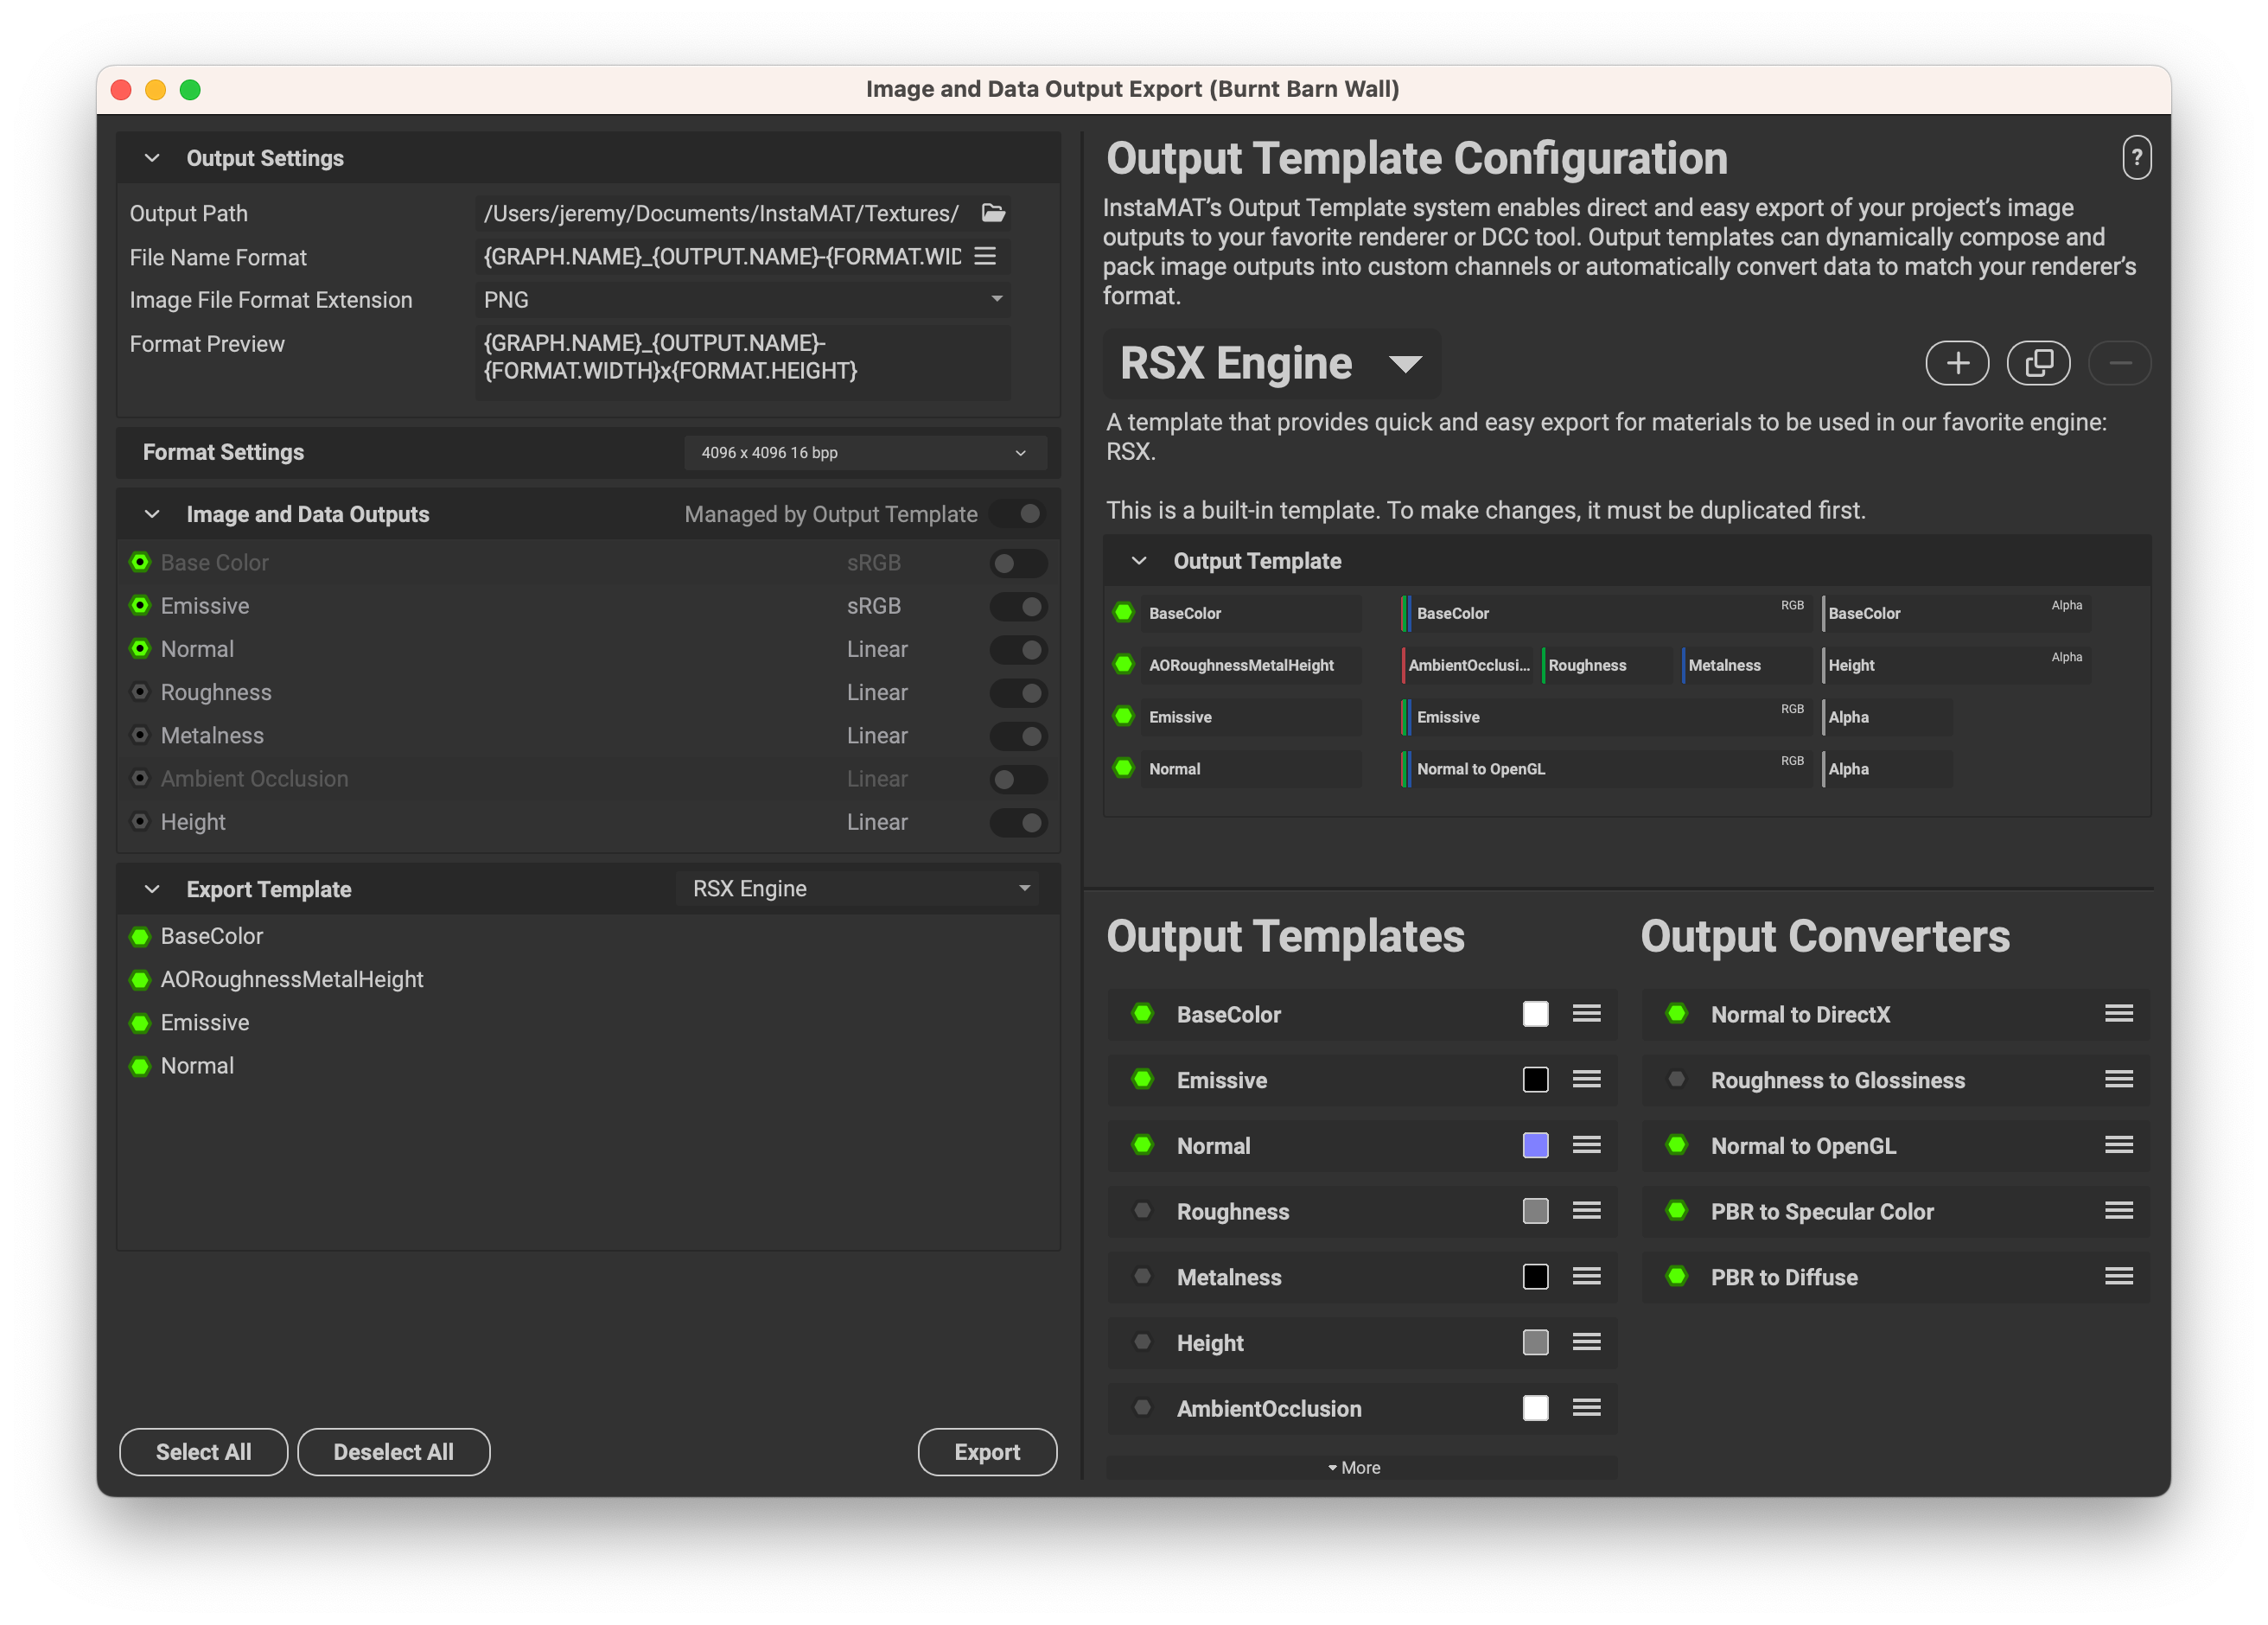 Image and Data Output Export (Burnt Barn Wall)
Output Settings
Output Path
/Users/jeremy/Documents/InstaMAT/Textures/
File Name Format
{GRAPH.NAME}_{OUTPUT.NAME}-{FORMAT.WID
Image File Format Extension
PNG
Format Preview
{GRAPH.NAME}_{OUTPUT.NAME}-
{FORMAT.WIDTH}x{FORMAT.HEIGHT}
Format Settings
4096 x 4096 16 bpp
Image and Data Outputs
Managed by Output Template
Base Color
sRGB
Emissive
sRGB
Normal
Linear
Roughness
Linear
Metalness
Linear
Ambient Occlusion
Linear
Height
Linear
Export Template
RSX Engine
BaseColor
AORoughnessMetalHeight
Emissive
Normal
Select All
Deselect All
Export
Output Template Configuration
?
InstaMAT’s Output Template system enables direct and easy export of your project’s image
outputs to your favorite renderer or DCC tool. Output templates can dynamically compose and
pack image outputs into custom channels or automatically convert data to match your renderer’s
format.
RSX Engine
A template that provides quick and easy export for materials to be used in our favorite engine:
RSX.
This is a built-in template. To make changes, it must be duplicated first.
Output Template
BaseColor
BaseColor
RGB
BaseColor
Alpha
AORoughnessMetalHeight
AmbientOcclusi...
Roughness
Metalness
Height
Alpha
Emissive
Emissive
RGB
Alpha
Normal
Normal to OpenGL
RGB
Alpha
Output Templates
BaseColor
Emissive
Normal
Roughness
Metalness
Height
AmbientOcclusion
More
Output Converters
Normal to DirectX
Roughness to Glossiness
Normal to OpenGL
PBR to Specular Color
PBR to Diffuse